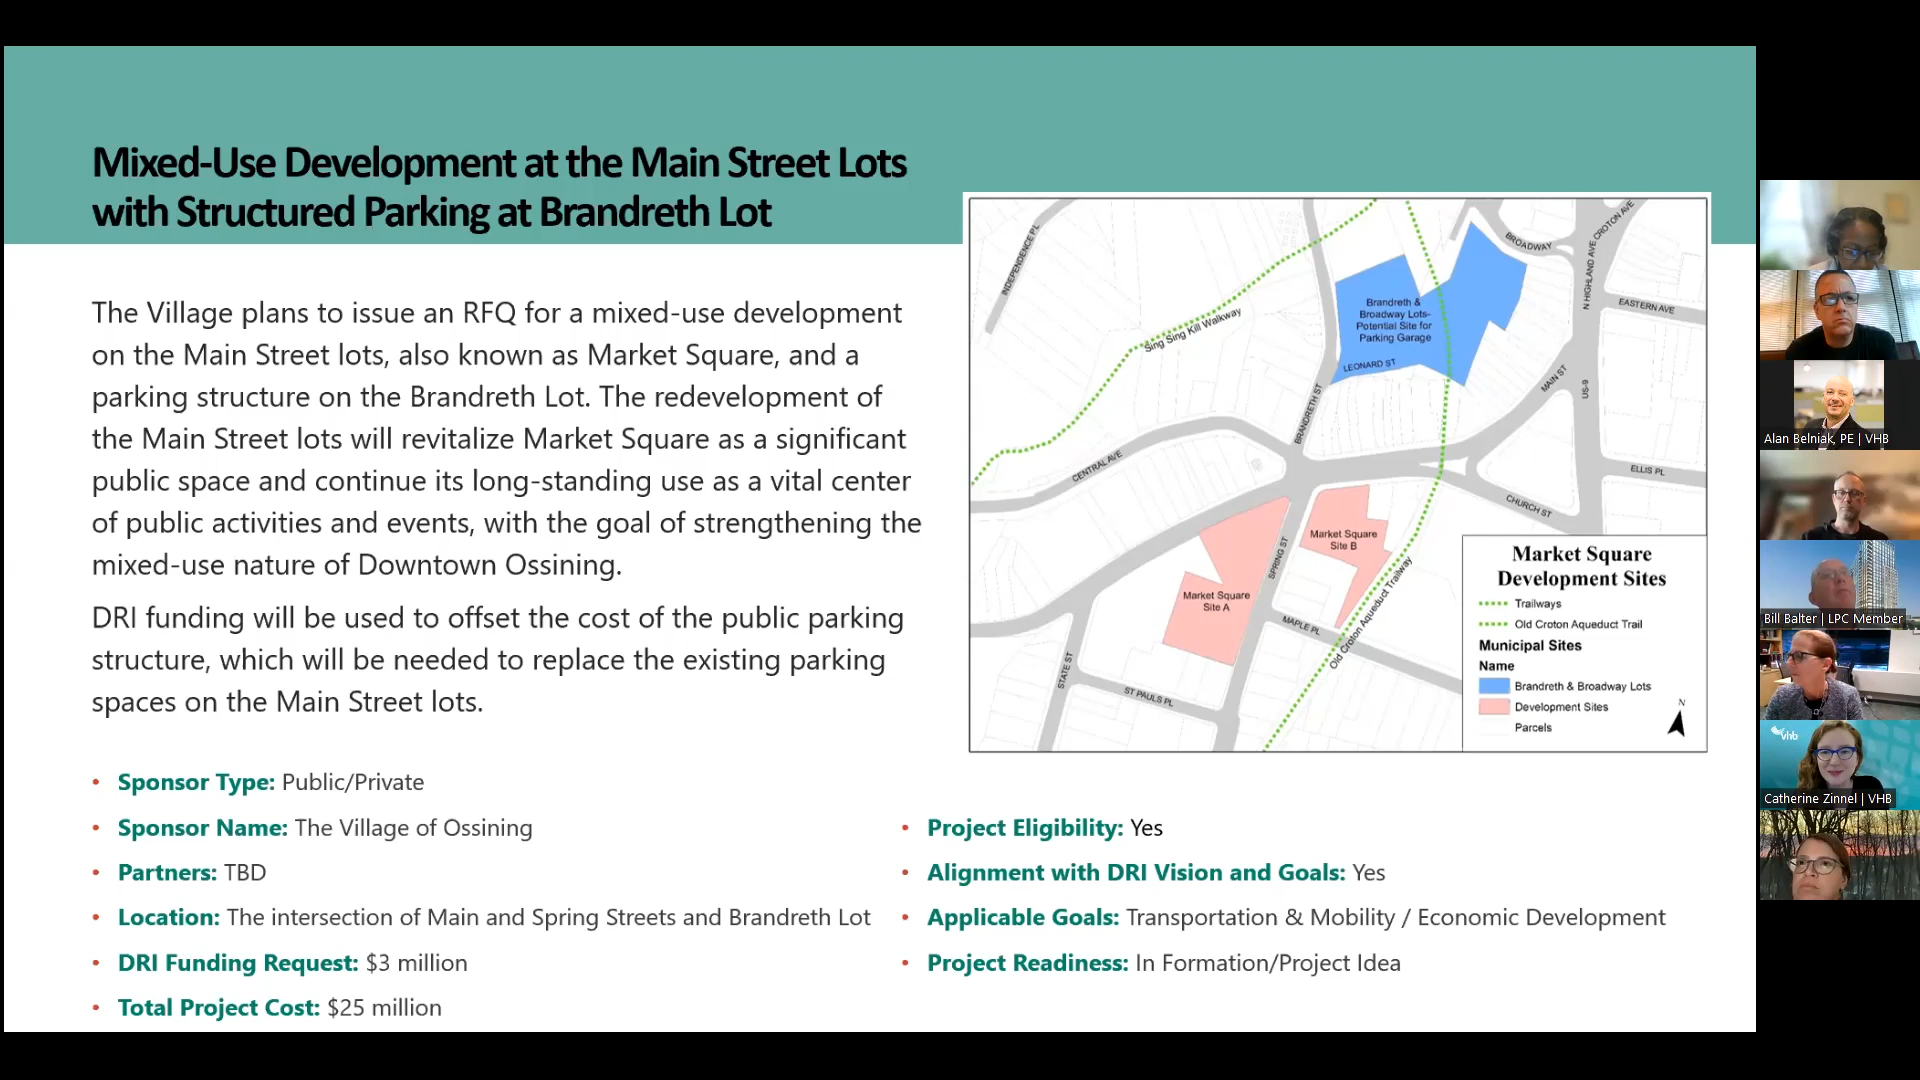 Mixed-Use Development at the Main Street Lots
with Structured Parking at Brandreth Lot
The Village plans to issue an RFQ for a mixed-use development
on the Main Street lots, also known as Market Square, and a
parking structure on the Brandreth Lot. The redevelopment of
the Main Street lots will revitalize Market Square as a significant
public space and continue its long-standing use as a vital center
of public activities and events, with the goal of strengthening the
mixed-use nature of Downtown Ossining.
DRI funding will be used to offset the cost of the public parking
structure, which will be needed to replace the existing parking
spaces on the Main Street lots.
• Sponsor Type: Public/Private
• Sponsor Name: The Village of Ossining
• Partners: TBD
• Location: The intersection of Main and Spring Streets and Brandreth Lot
• DRI Funding Request: $3 million
• Total Project Cost: $25 million
• Project Eligibility: Yes
• Alignment with DRI Vision and Goals: Yes
• Applicable Goals: Transportation & Mobility / Economic Development
• Project Readiness: In Formation/Project Idea
INDEPENDENCE PL
Sing Sing Kill Walkway
BROADWAY
N HIGHLAND AVE
CROTON AVE
EASTERN AVE
Brandreth &
Broadway Lots-
Potential Site for
Parking Garage
LEONARD ST
BRANDRETH ST
MAIN ST
US-9
CENTRAL AVE
ELLIS PL
CHURCH ST
Market Square
Site B
SPRING ST
Market Square
Site A
MAPLE PL
Old Croton Aqueduct Trailway
STATE ST
ST PAULS PL
Market Square
Development Sites
Trailways
Old Croton Aqueduct Trail
Municipal Sites
Name
Brandreth & Broadway Lots
Development Sites
Parcels
N
Alan Belniak, PE | VHB
Bill Balter | LPC Member
vhb
Catherine Zinnel | VHB